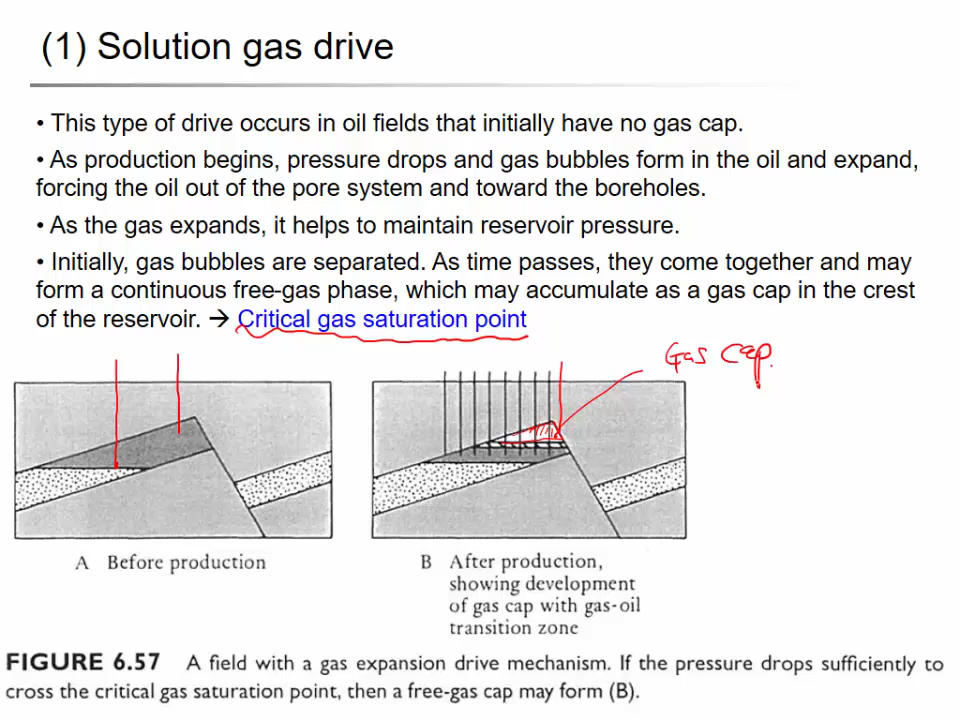 (1) Solution gas drive
• This type of drive occurs in oil fields that initially have no gas cap.
• As production begins, pressure drops and gas bubbles form in the oil and expand,
forcing the oil out of the pore system and toward the boreholes.
• As the gas expands, it helps to maintain reservoir pressure.
• Initially, gas bubbles are separated. As time passes, they come together and may
form a continuous free-gas phase, which may accumulate as a gas cap in the crest
of the reservoir. → Critical gas saturation point
Gas cap.
A Before production
B After production,
showing development
of gas cap with gas-oil
transition zone
FIGURE 6.57 A field with a gas expansion drive mechanism. If the pressure drops sufficiently to
cross the critical gas saturation point, then a free-gas cap may form (B).